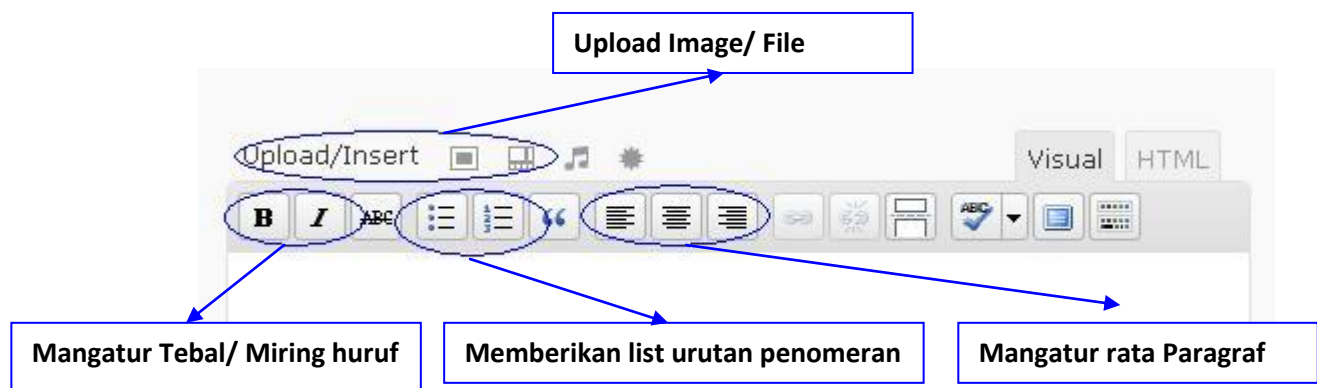 Upload Image/ File
Upload/Insert Visual HTML
B I ABC ABC
Mangatur Tebal/ Miring huruf Memberikan list urutan penomeran Mangatur rata Paragraf